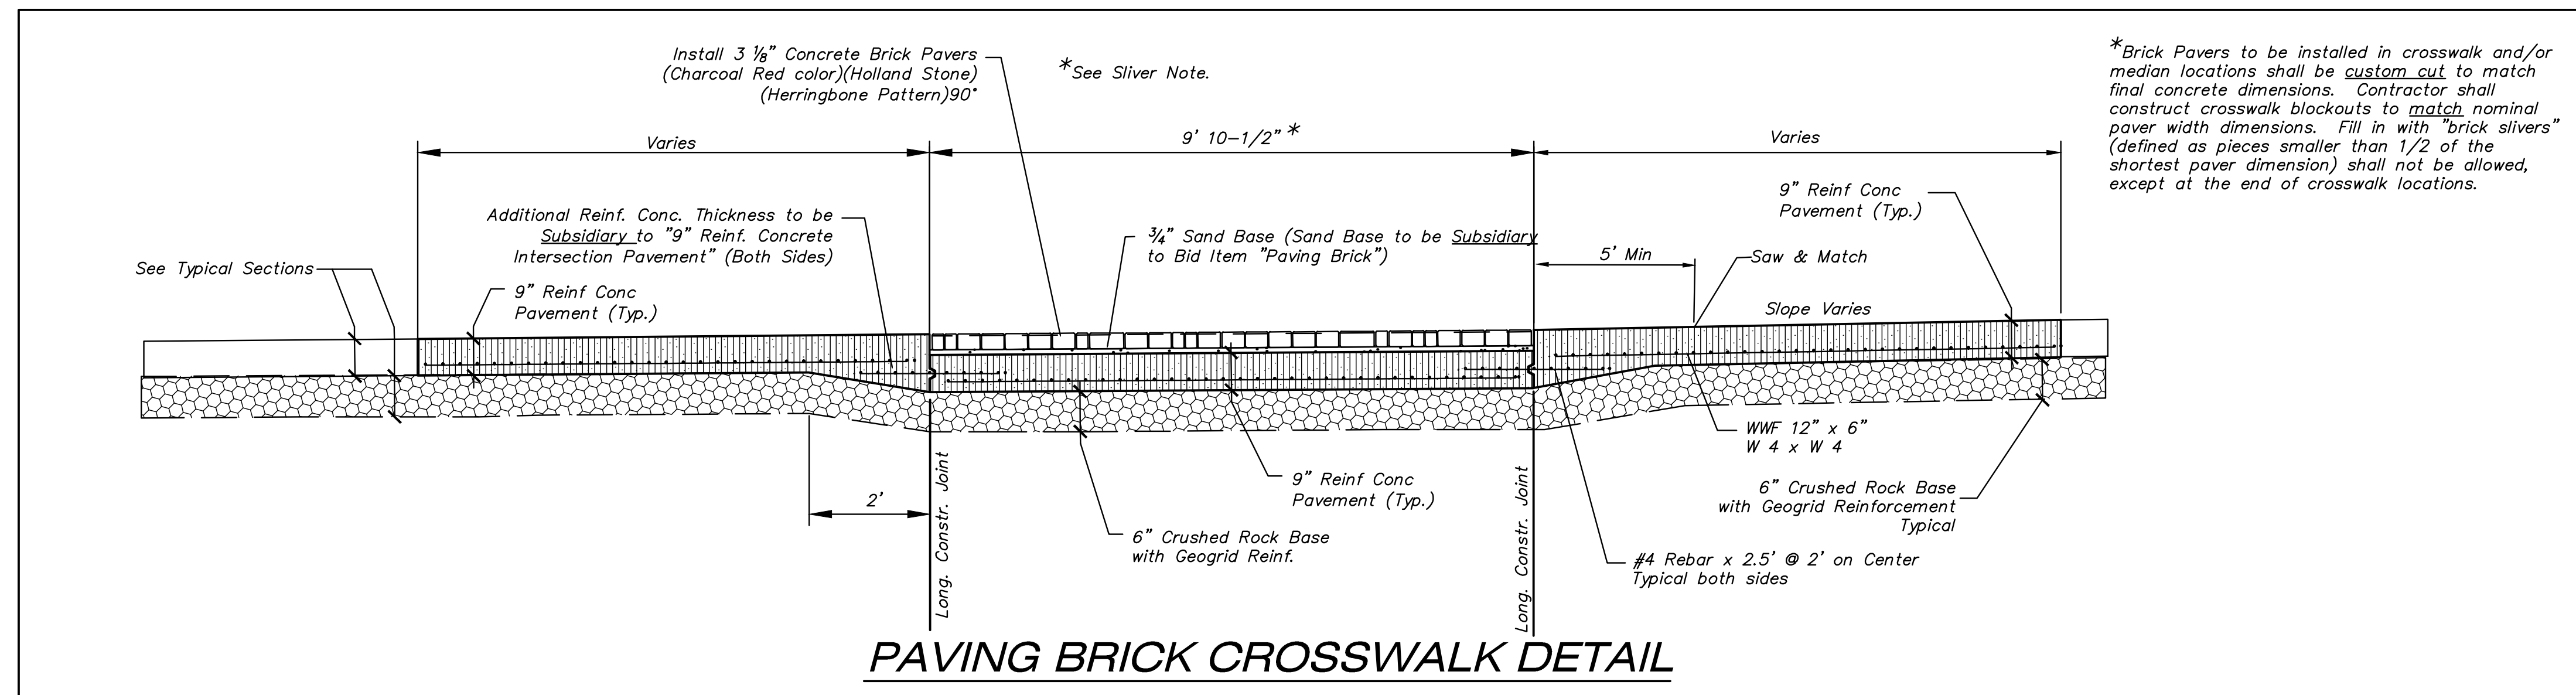 Install 3 ⅛" Concrete Brick Pavers
(Charcoal Red color)(Holland Stone)
(Herringbone Pattern)90°
*See Sliver Note.
*Brick Pavers to be installed in crosswalk and/or
median locations shall be custom cut to match
final concrete dimensions. Contractor shall
construct crosswalk blockouts to match nominal
paver width dimensions. Fill in with "brick slivers"
(defined as pieces smaller than 1/2 of the
shortest paver dimension) shall not be allowed,
except at the end of crosswalk locations.
Varies
9' 10-1/2" *
Varies
Additional Reinf. Conc. Thickness to be
Subsidiary to "9" Reinf. Concrete
Intersection Pavement" (Both Sides)
¾" Sand Base (Sand Base to be Subsidiary
to Bid Item "Paving Brick")
9" Reinf Conc
Pavement (Typ.)
5' Min
Saw & Match
See Typical Sections
9" Reinf Conc
Pavement (Typ.)
Slope Varies
WWF 12" x 6"
W 4 x W 4
2'
Long. Constr. Joint
9" Reinf Conc
Pavement (Typ.)
Long. Constr. Joint
6" Crushed Rock Base
with Geogrid Reinforcement
Typical
6" Crushed Rock Base
with Geogrid Reinf.
#4 Rebar x 2.5' @ 2' on Center
Typical both sides
PAVING BRICK CROSSWALK DETAIL